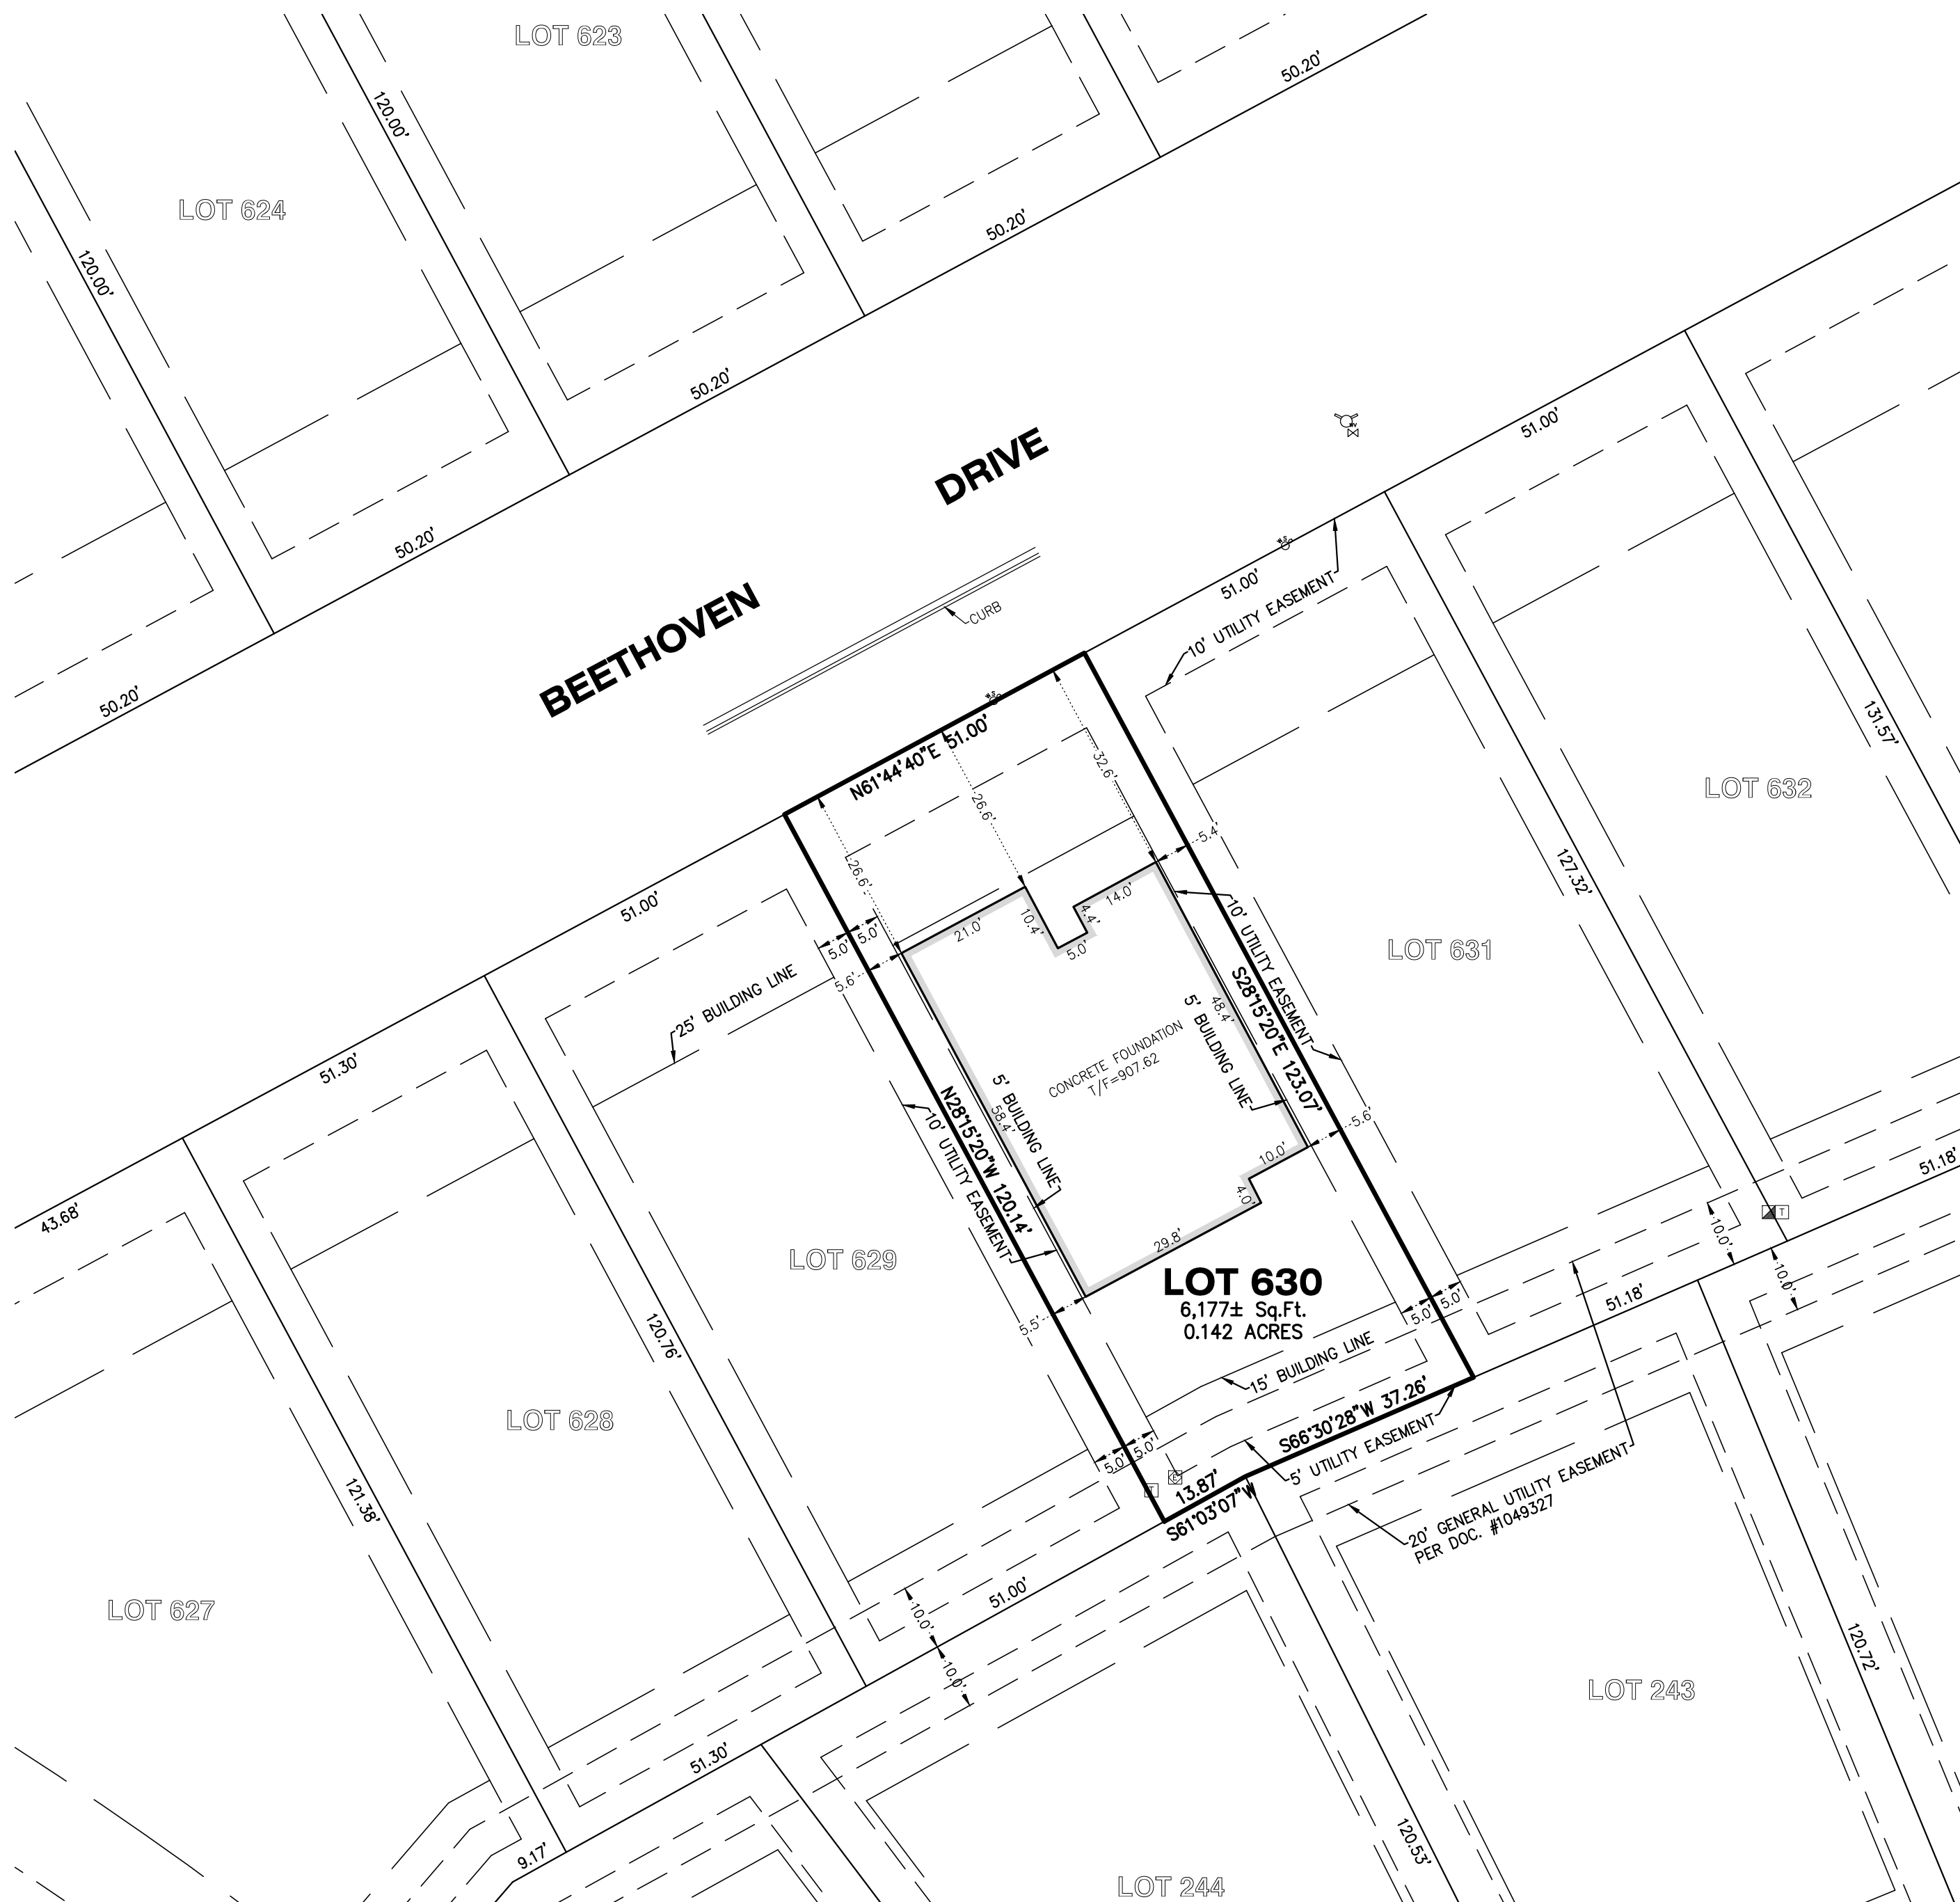 LOT 623
50.20'
120.00'
LOT 624
120.00'
50.20'
50.20'
50.20'
50.20'
DRIVE
BEETHOVEN
CURB
51.00'
51.00'
10' UTILITY EASEMENT
131.57'
LOT 632
127.32'
N61°44'40"E 51.00'
32.6'
26.6'
26.6'
5.4'
51.00'
5.0'
5.0'
5.6'
21.0'
10.4'
5.0'
4.4'
14.0'
25' BUILDING LINE
10' UTILITY EASEMENT
LOT 631
S28°15'20"E 123.07'
48.4'
5' BUILDING LINE
CONCRETE FOUNDATION
T/F=907.62
5' BUILDING LINE
58.4'
N28°15'20"W 120.14'
10' UTILITY EASEMENT
5.6'
10.0'
4.0'
29.8'
5.5'
LOT 630
6,177± Sq.Ft.
0.142 ACRES
15' BUILDING LINE
5.0'
5.0'
51.30'
43.68'
LOT 629
120.76'
LOT 628
121.38'
LOT 627
51.18'
T
10.0'
10.0'
51.18'
S66°30'28"W 37.26'
5' UTILITY EASEMENT
5.0'
5.0'
T
C
13.87'
S61°03'07"W
20' GENERAL UTILITY EASEMENT
PER DOC. #1049327
51.00'
10.0'
10.0'
51.30'
9.17'
LOT 243
120.72'
120.53'
LOT 244